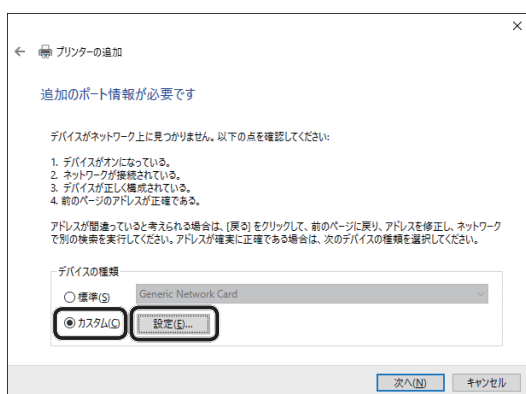 プリンターの追加
追加のポート情報が必要です
デバイスがネットワーク上に見つかりません。以下の点を確認してください:
1. デバイスがオンになっている。
2. ネットワークが接続されている。
3. デバイスが正しく構成されている。
4. 前のページのアドレスが正確である。
アドレスが間違っていると考えられる場合は、[戻る] をクリックして、前のページに戻り、アドレスを修正し、ネットワーク
で別の検索を実行してください。アドレスが確実に正確である場合は、次のデバイスの種類を選択してください。
デバイスの種類
標準(S) Generic Network Card
カスタム(C) 設定(E)...
次へ(N) キャンセル